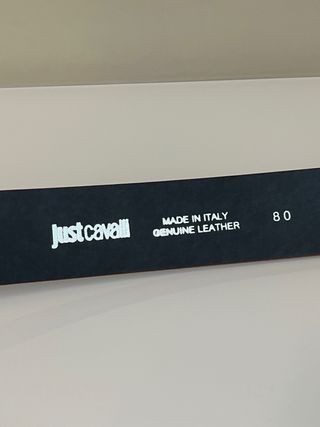 just cavalli
MADE IN ITALY
GENUINE LEATHER
80